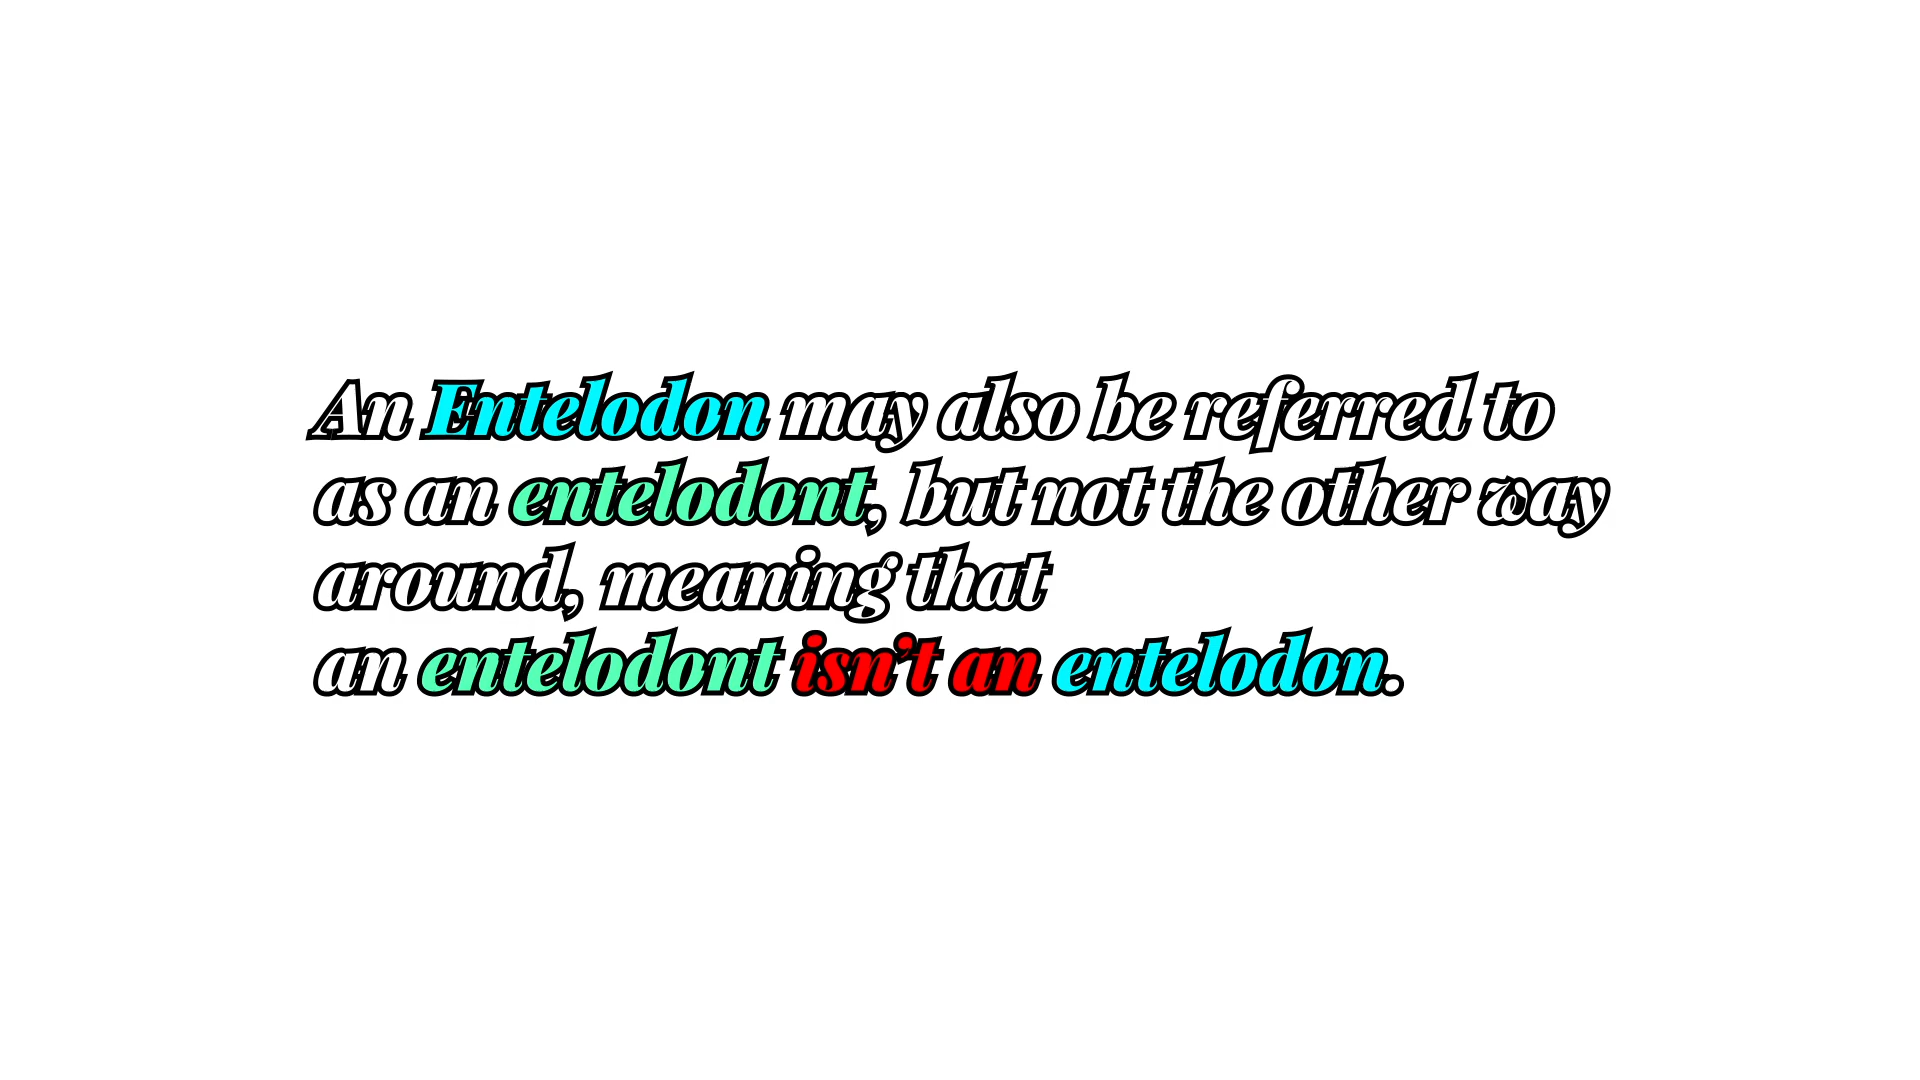 An Entelodon may also be referred to
as an entelodont, but not the other way
around, meaning that
an entelodont isn’t an entelodon.